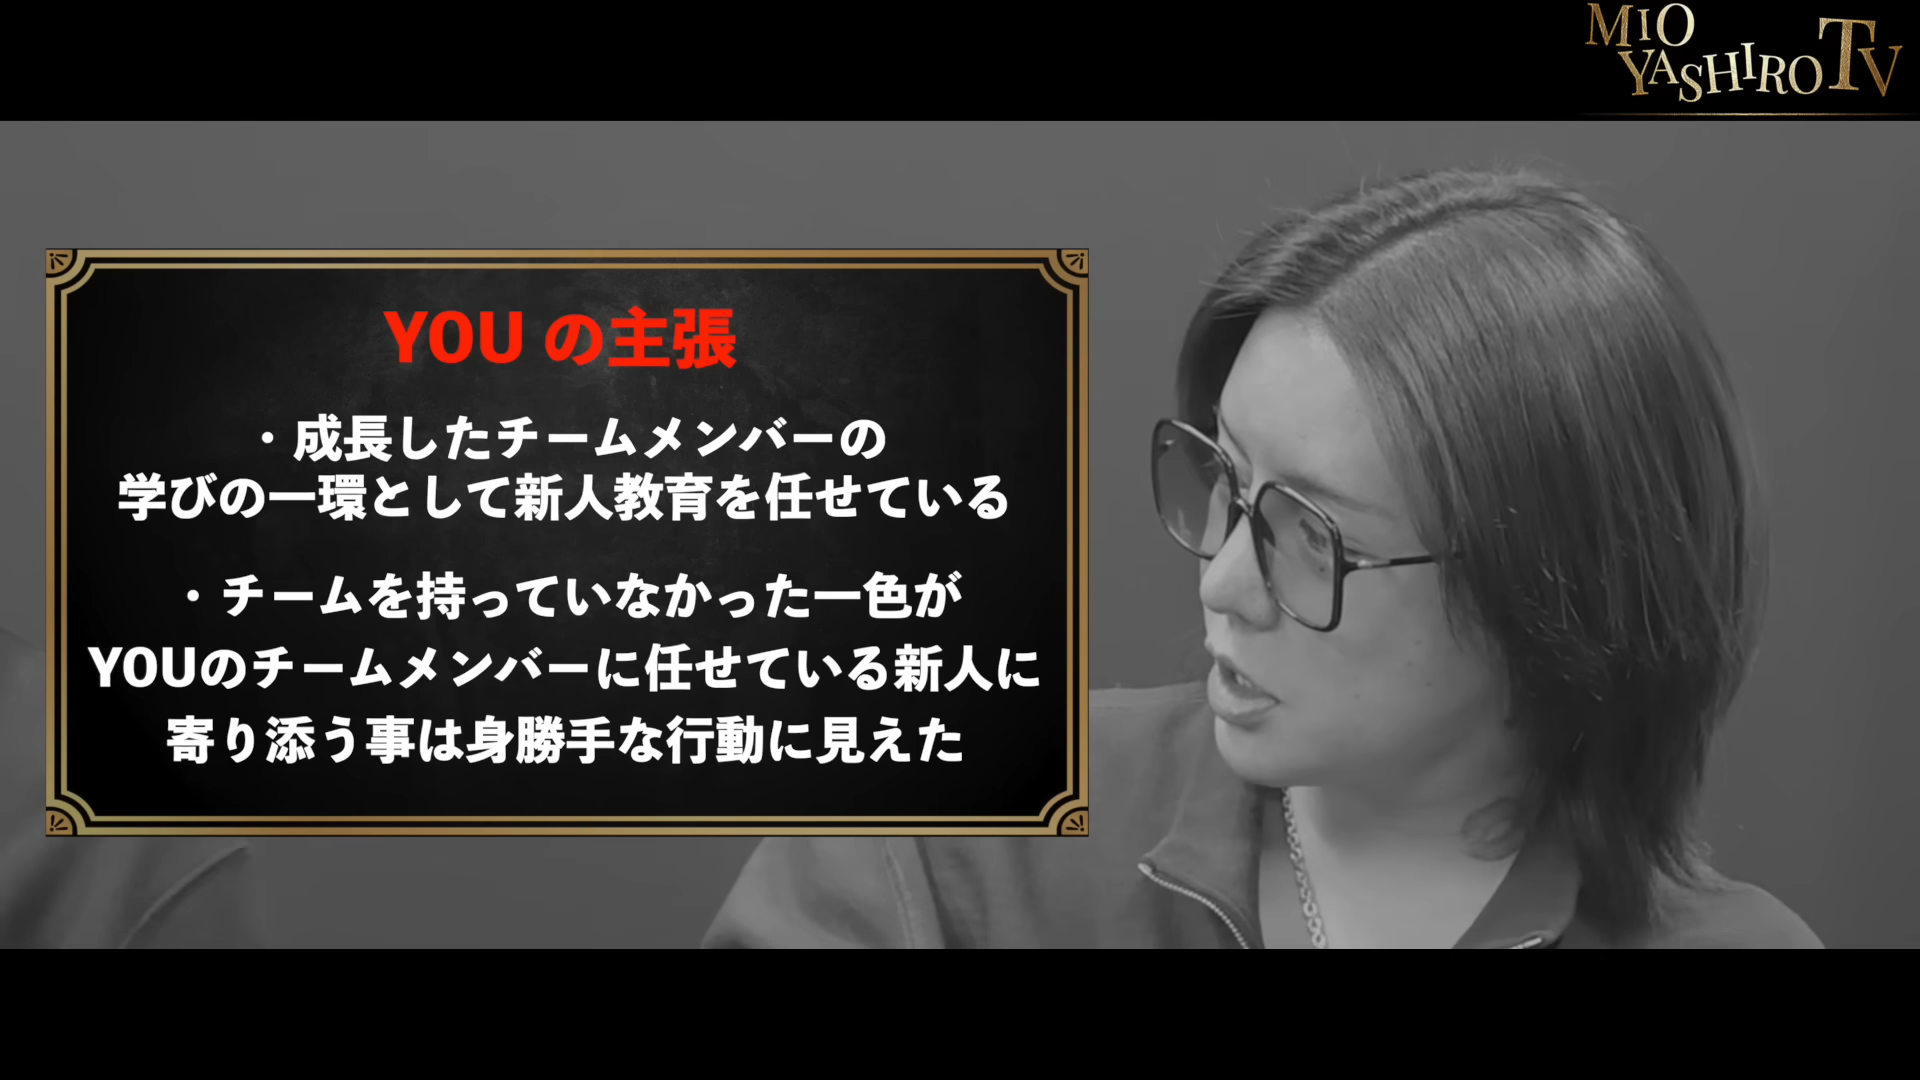 MIO
YASHIRO TV
YOU の主張
・成長したチームメンバーの
学びの一環として新人教育を任せている
・チームを持っていなかった一色が
YOUのチームメンバーに任せている新人に
寄り添う事は身勝手な行動に見えた